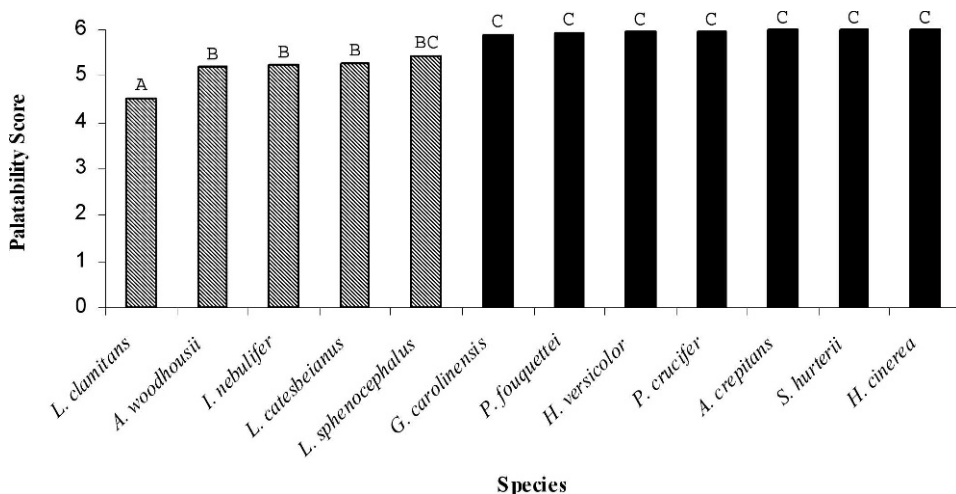 Palatability Score
6
5
4
3
2
1
0
A
B
B
B
BC
C
C
C
C
C
C
C
L. clamitans
A. woodhousii
I. nebulifer
L. catesbeianus
L. sphenocephalus
G. carolinensis
P. fouquettei
H. versicolor
P. crucifer
A. crepitans
S. hurterii
H. cinerea
Species